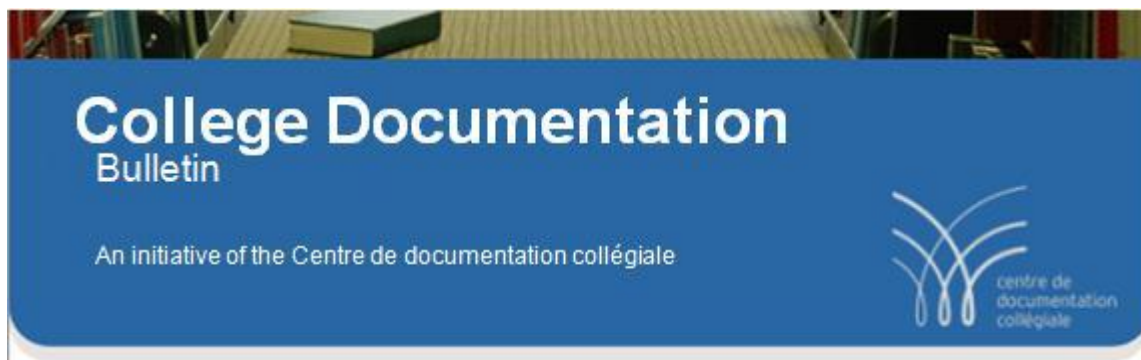 College Documentation
Bulletin
An initiative of the Centre de documentation collégiale
centre de
documentation
collégiale